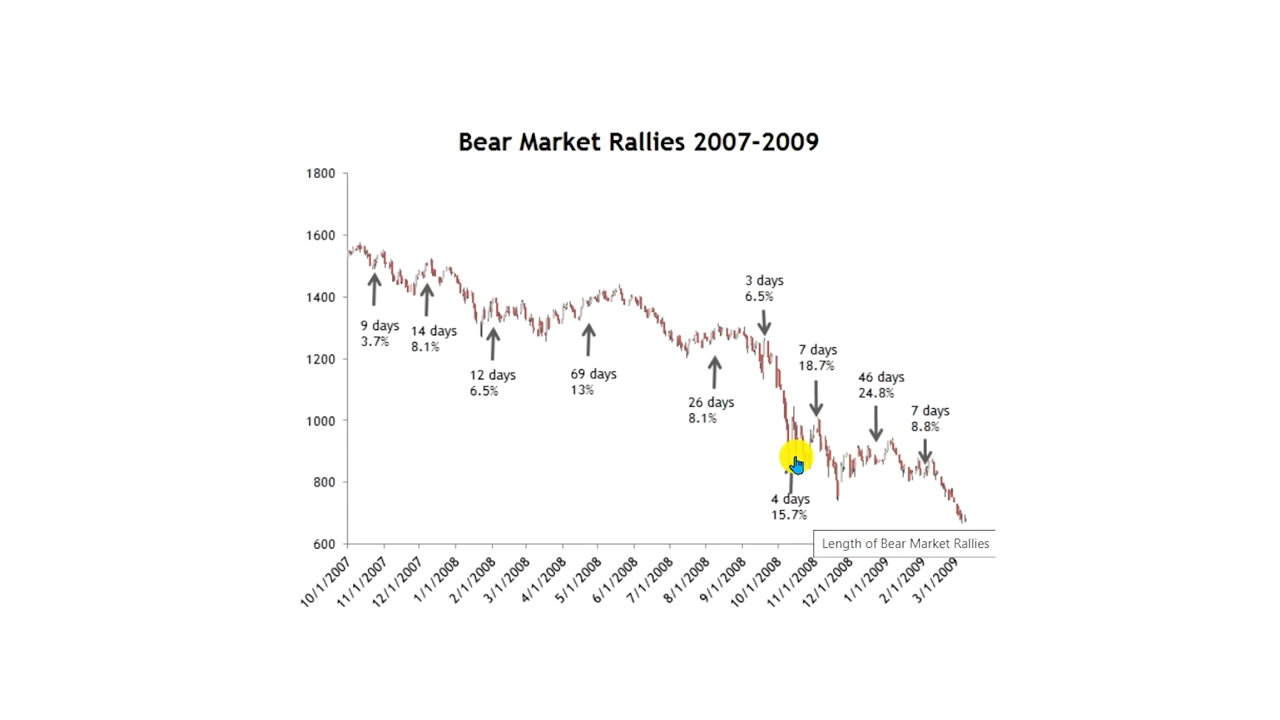 Bear Market Rallies 2007-2009
1800
1600
1400
1200
1000
800
600
9 days
3.7%
14 days
8.1%
12 days
6.5%
69 days
13%
26 days
8.1%
3 days
6.5%
4 days
15.7%
7 days
18.7%
46 days
24.8%
7 days
8.8%
Length of Bear Market Rallies
10/1/2007
11/1/2007
12/1/2007
1/1/2008
2/1/2008
3/1/2008
4/1/2008
5/1/2008
6/1/2008
7/1/2008
8/1/2008
9/1/2008
10/1/2008
11/1/2008
12/1/2008
1/1/2009
2/1/2009
3/1/2009